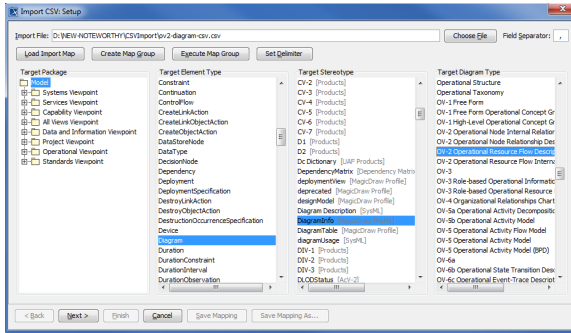 Import CSV: Setup
Import File: D:\NEW-NOTEWORTHY\CSVImport\pv2-diagram-csv.csv
Choose File
Field Separator: ,
Load Import Map
Create Map Group
Execute Map Group
Set Delimiter
Target Package
Model
Systems Viewpoint
Services Viewpoint
Capability Viewpoint
All Views Viewpoint
Data and Information Viewpoint
Project Viewpoint
Operational Viewpoint
Standards Viewpoint
Target Element Type
Constraint
Continuation
ControlFlow
CreateLinkAction
CreateLinkObjectAction
CreateObjectAction
DataStoreNode
DataType
DecisionNode
Dependency
Deployment
DeploymentSpecification
DestroyLinkAction
DestroyObjectAction
DestructionOccurrenceSpecification
Device
Diagram
Duration
DurationConstraint
DurationInterval
DurationObservation
Target Stereotype
CV-2 [Products]
CV-3 [Products]
CV-4 [Products]
CV-5 [Products]
CV-6 [Products]
CV-7 [Products]
D1 [Products]
D2 [Products]
Dc Dictionary [UAF Products]
DependencyMatrix [Dependency Matrix
deploymentView [MagicDraw Profile]
deprecated [MagicDraw Profile]
designModel [MagicDraw Profile]
Diagram Description [SysML]
DiagramInfo
DiagramTable [MagicDraw Profile]
diagramUsage [SysML]
DIV-1 [Products]
DIV-2 [Products]
DIV-3 [Products]
DLODStatus [AcV-2]
Target Diagram Type
Operational Structure
Operational Taxonomy
OV-1 Free Form
OV-1 Free Form Operational Concept Gr
OV-1 High-Level Operational Concept Gr
OV-2 Operational Node Internal Relation
OV-2 Operational Node Relationship Des
OV-2 Operational Resource Flow Descrip
OV-2 Operational Resource Flow Interna
OV-3
OV-3 Role-based Operational Informatio
OV-3 Role-based Operational Resource
OV-4 Organizational Relationships Chart
OV-5a Operational Activity Decompositio
OV-5b Operational Activity Model
OV-5 Operational Activity Flow Model
OV-5 Operational Activity Model
OV-5 Operational Activity Model (BPD)
OV-6a
OV-6b Operational State Transition Desc
OV-6c Operational Event-Trace Descript
< Back
Next >
Finish
Cancel
Save Mapping
Save Mapping As...